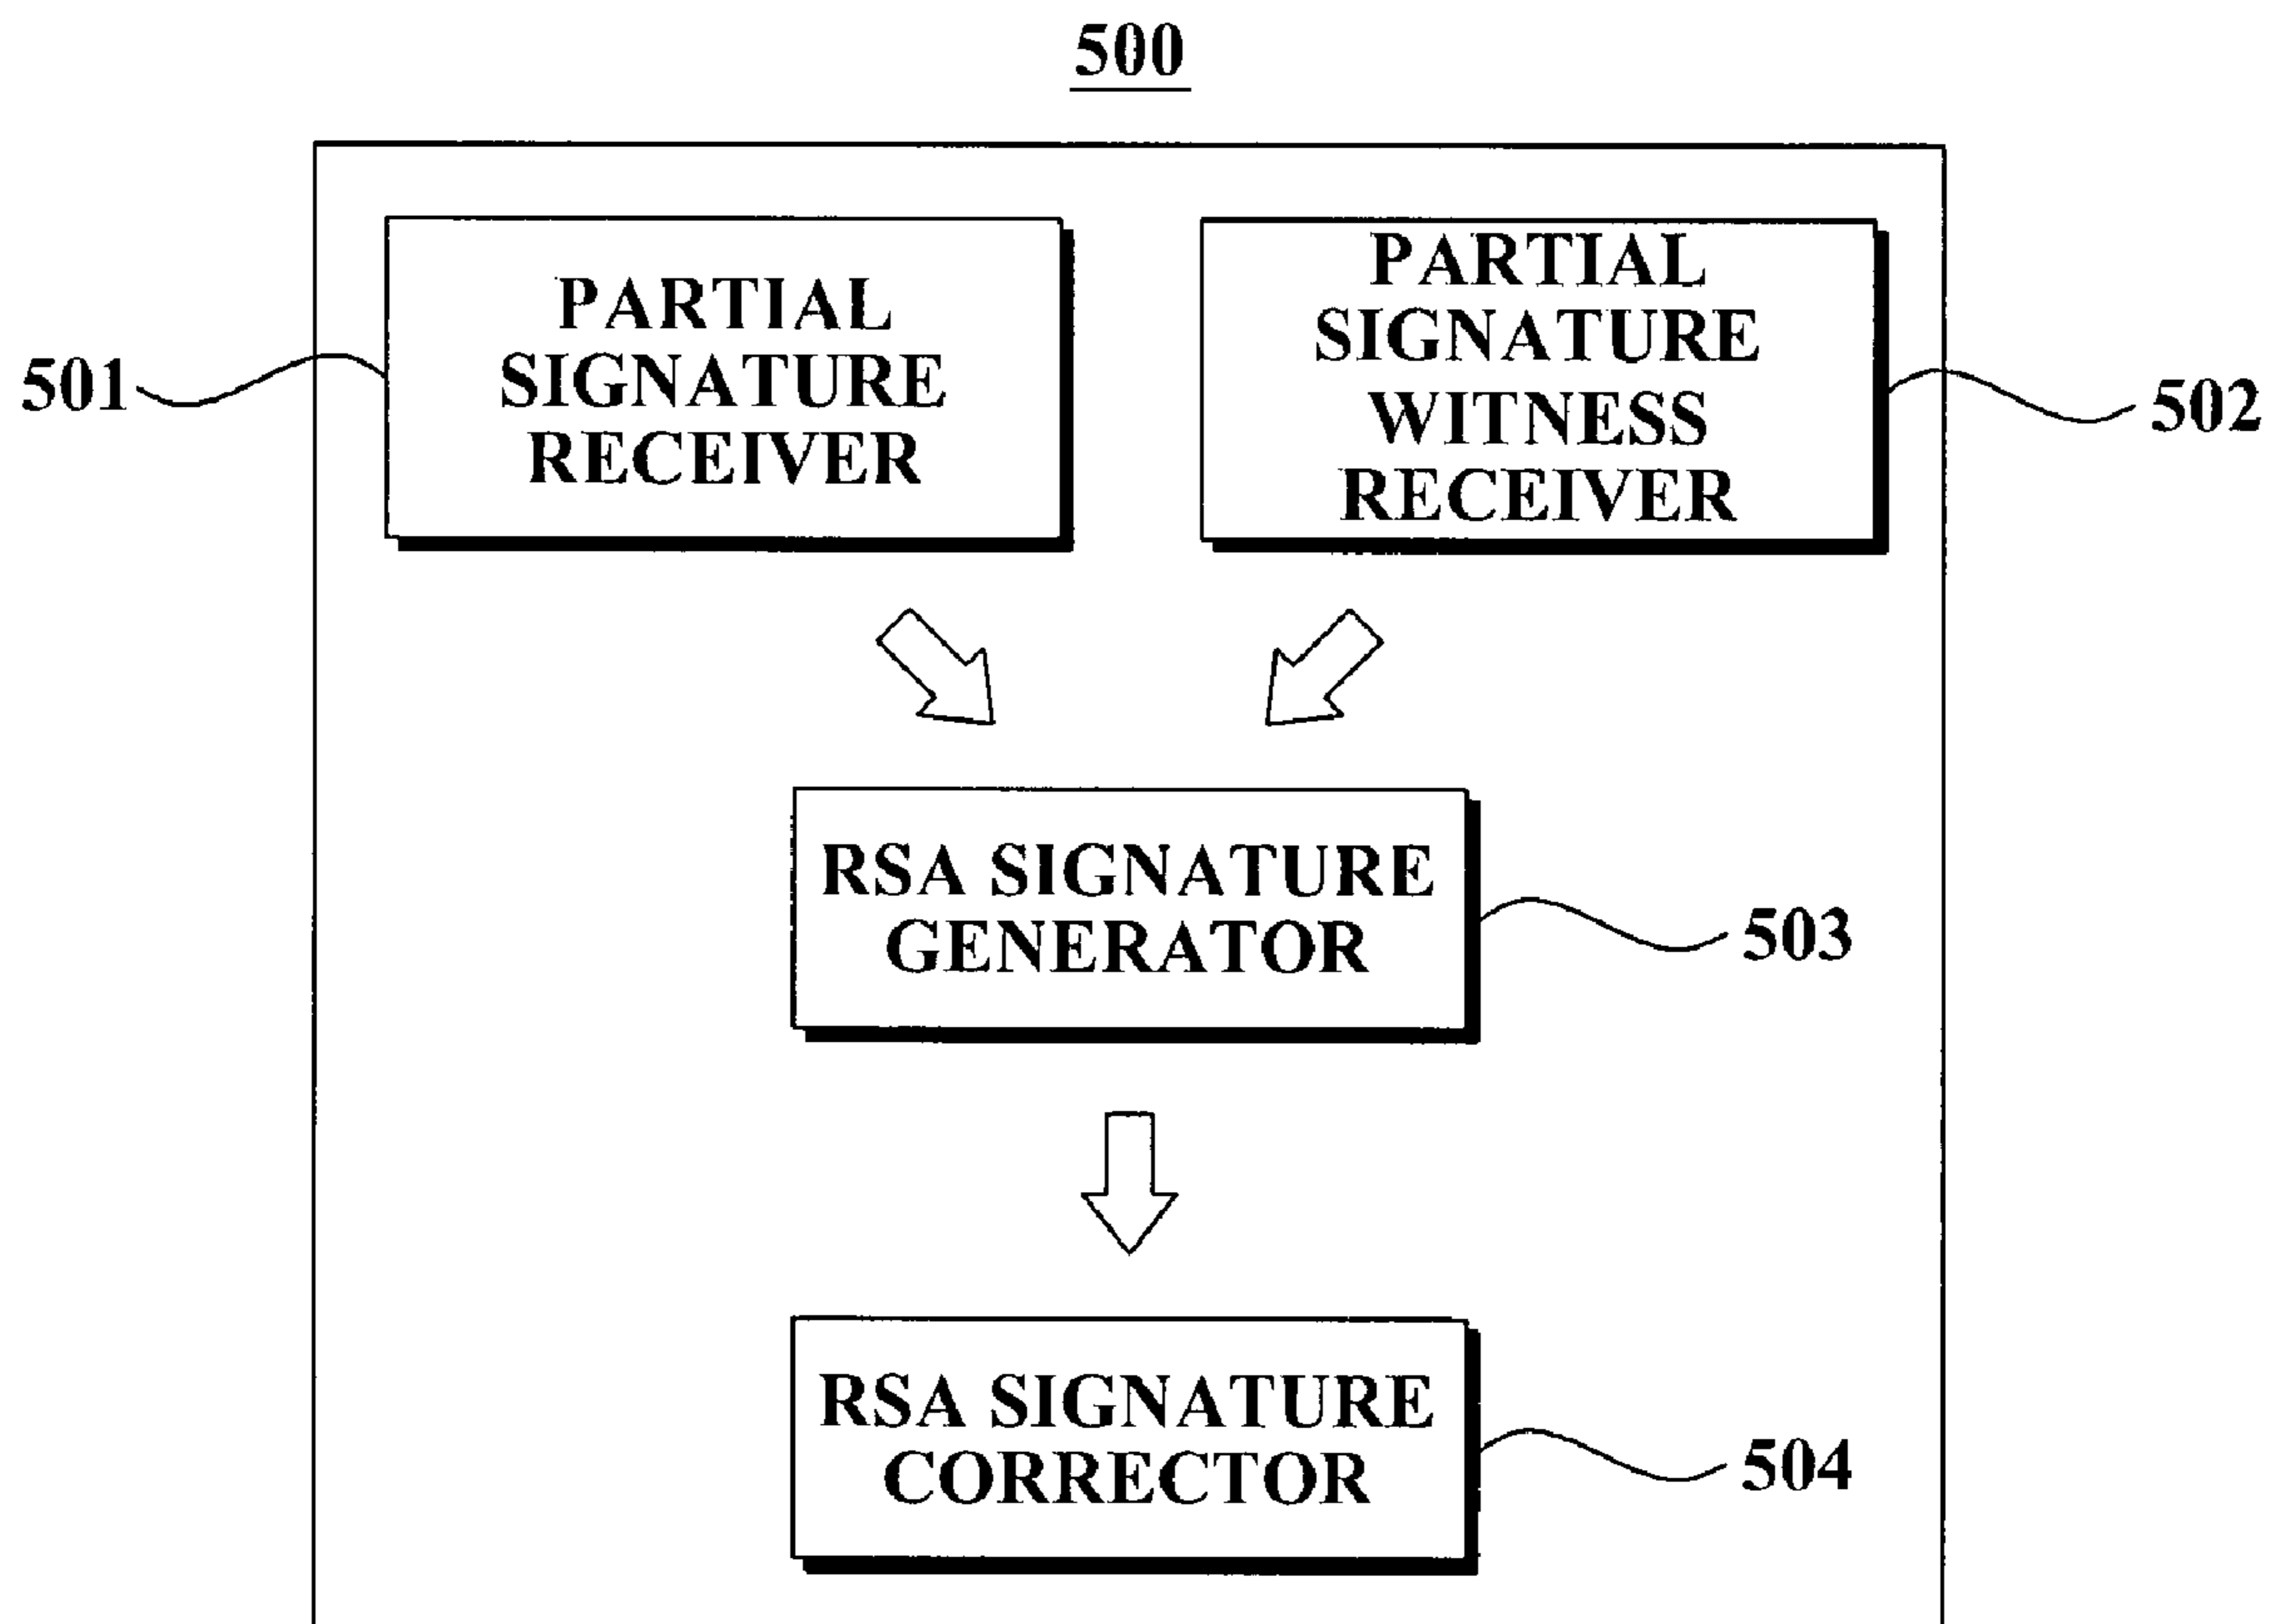 500
PARTIAL
SIGNATURE
RECEIVER
PARTIAL
SIGNATURE
WITNESS
RECEIVER
501
502
RSA SIGNATURE
GENERATOR
503
RSA SIGNATURE
CORRECTOR
504